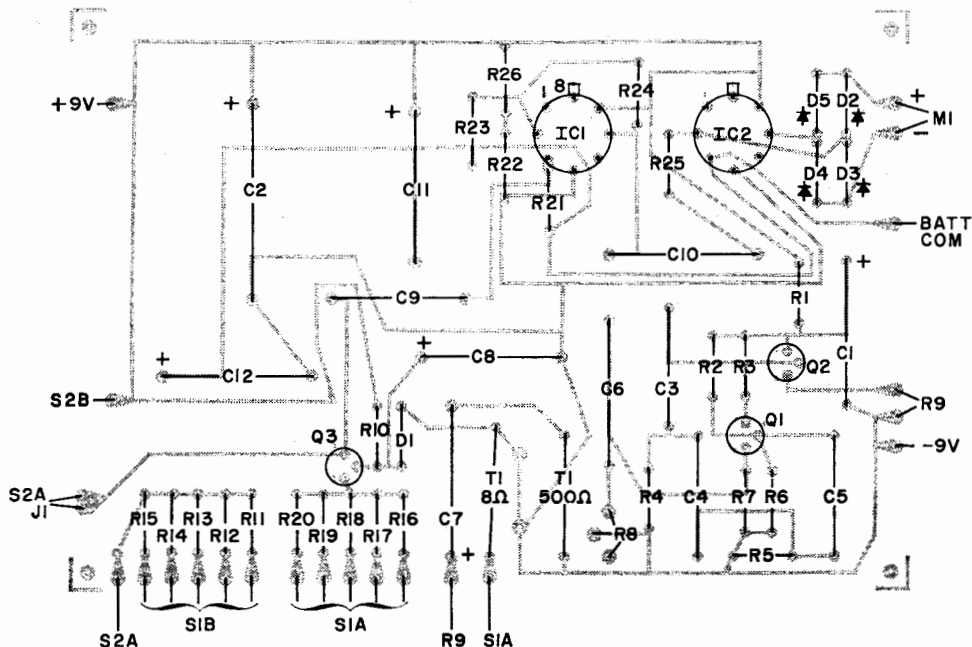 R26
1 8
R24
D5 D2
+9V
+
+
+
M1
-
R23
IC1
IC2
R22
R25
D4 D3
C2
C11
R21
BATT
COM
C10
+
C9
R1
+
C8
C1
+
C12
R2 R3
Q2
C6
C3
S2B
R9
Q1
R10 D1
Q3
-9V
S2A
J1
T1
8Ω
T1
500Ω
R15 R13 R11
R20 R18 R16
C7
R4 C4 R7 R6 C5
R14 R12
R19 R17
R8
R5
+
S1B
S1A
S2A
R9 S1A